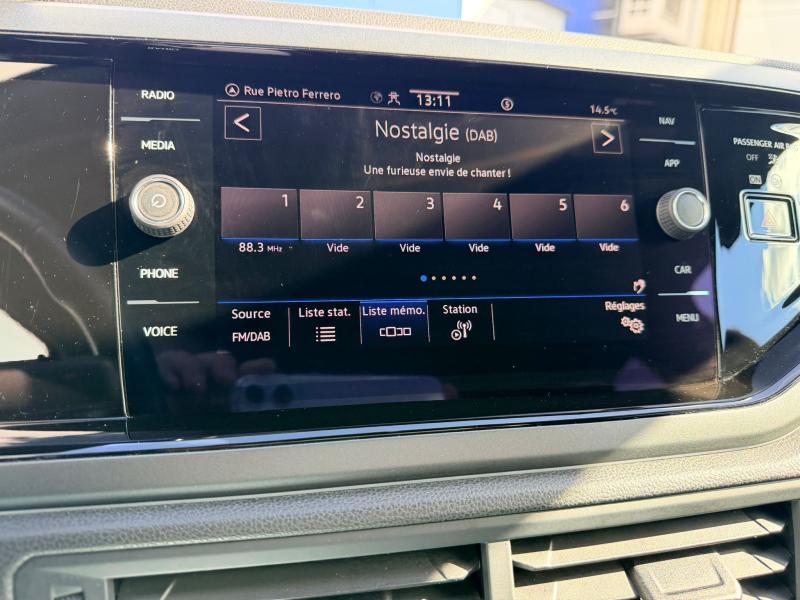 RADIO
MEDIA
PHONE
VOICE
Rue Pietro Ferrero
13:11
14.5°C
<
Nostalgie (DAB)
>
Nostalgie
Une furieuse envie de chanter !
1 2 3 4 5 6
88.3 MHz Vide Vide Vide Vide Vide
Source
FM/DAB
Liste stat.
Liste mémo.
Station
Réglages
NAV
APP
CAR
MENU
PASSENGER AIR
OFF
ON